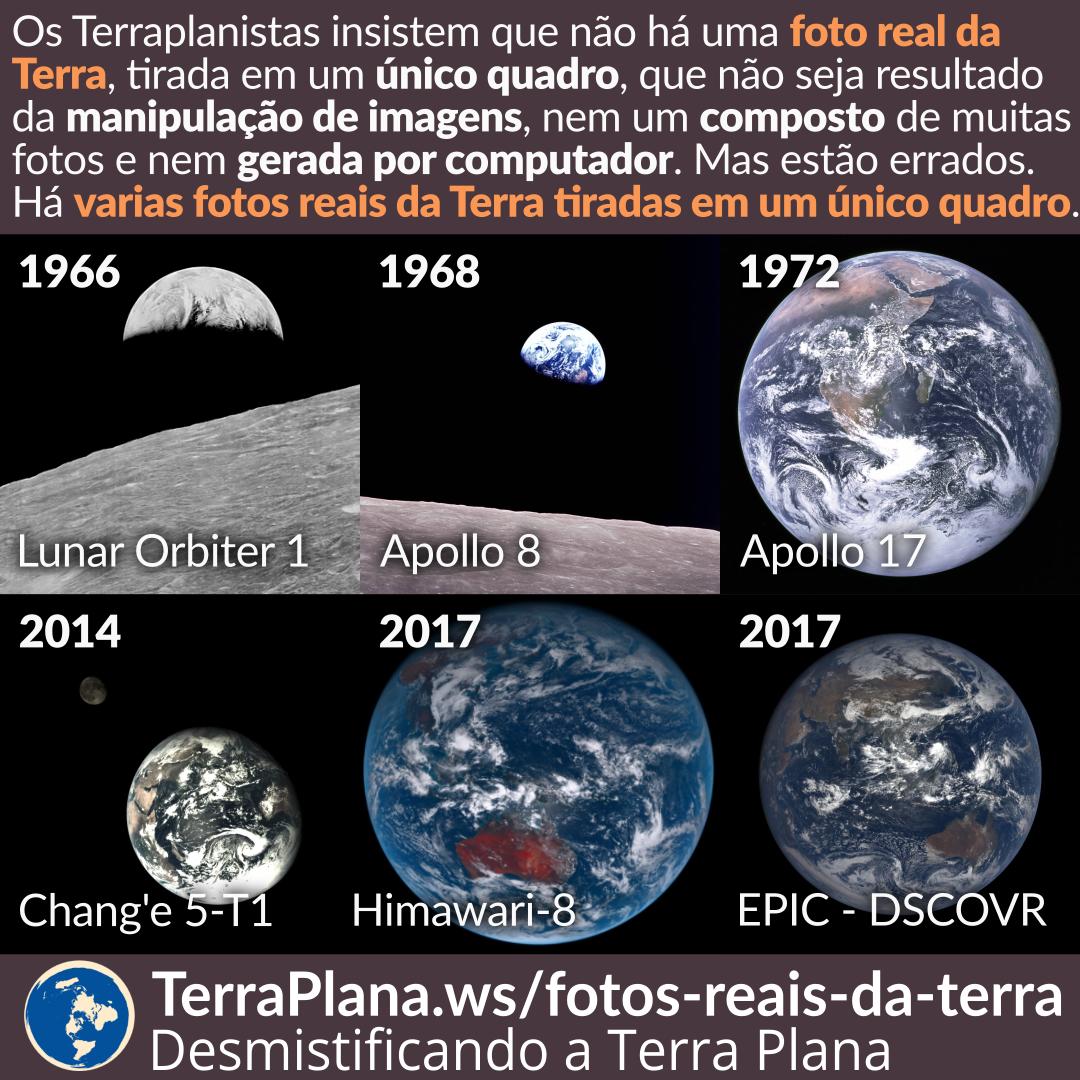 Os Terraplanistas insistem que não há uma foto real da
Terra, tirada em um único quadro, que não seja resultado
da manipulação de imagens, nem um composto de muitas
fotos e nem gerada por computador. Mas estão errados.
Há varias fotos reais da Terra tiradas em um único quadro.
1966
Lunar Orbiter 1
1968
Apollo 8
1972
Apollo 17
2014
Chang'e 5-T1
2017
Himawari-8
2017
EPIC - DSCOVR
TerraPlana.ws/fotos-reais-da-terra
Desmistificando a Terra Plana